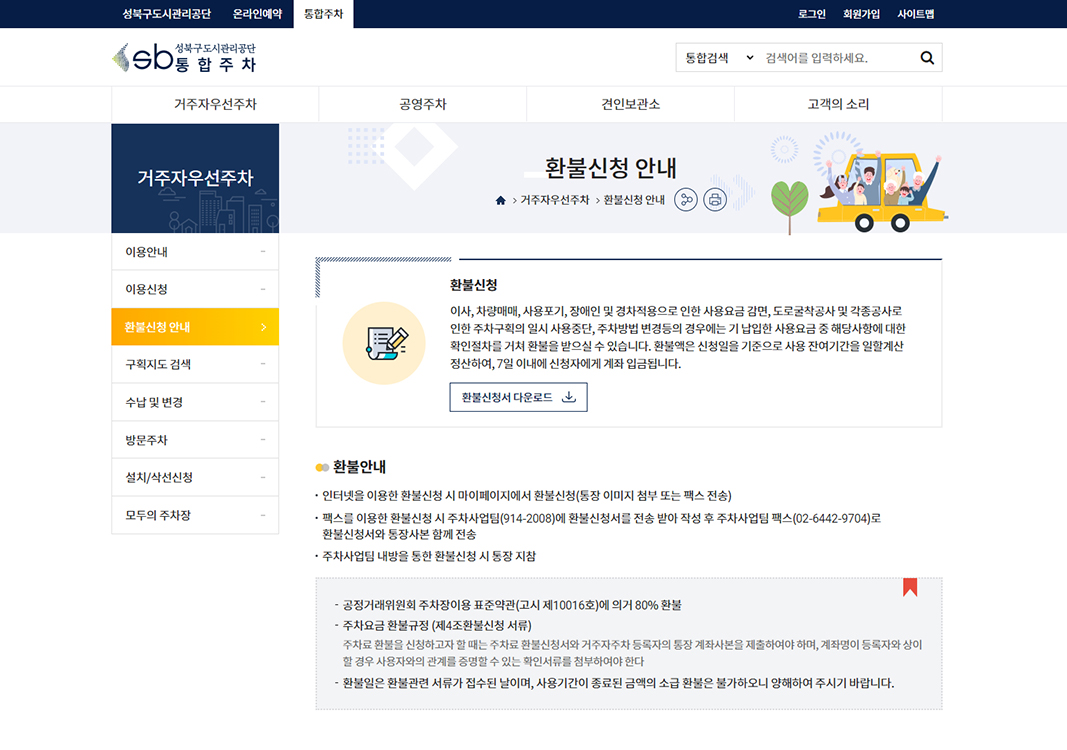 성북구도시관리공단 온라인예약 통합주차 로그인 회원가입 사이트맵
sb 성북구도시관리공단 통합주차
통합검색 검색어를 입력하세요.
거주자우선주차 공영주차 견인보관소 고객의 소리
거주자우선주차
환불신청 안내
거주자우선주차 > 환불신청 안내
이용안내
이용신청
환불신청 안내
구획지도 검색
수납 및 변경
방문주차
설치/삭선신청
모두의 주차장
환불신청
이사, 차량매매, 사용포기, 장애인 및 경차적용으로 인한 사용요금 감면, 도로굴착공사 및 각종공사로
인한 주차구획의 일시 사용중단, 주차방법 변경등의 경우에는 기 납입한 사용요금 중 해당사항에 대한
확인절차를 거쳐 환불을 받으실 수 있습니다. 환불액은 신청일을 기준으로 사용 잔여기간을 일할계산
정산하여, 7일 이내에 신청자에게 계좌 입금됩니다.
환불신청서 다운로드
환불안내
· 인터넷을 이용한 환불신청 시 마이페이지에서 환불신청(통장 이미지 첨부 또는 팩스 전송)
· 팩스를 이용한 환불신청 시 주차사업팀(914-2008)에 환불신청서를 전송 받아 작성 후 주차사업팀 팩스(02-6442-9704)로
환불신청서와 통장사본 함께 전송
· 주차사업팀 내방을 통한 환불신청 시 통장 지참
- 공정거래위원회 주차장이용 표준약관(고시 제10016호)에 의거 80% 환불
- 주차요금 환불규정 (제4조환불신청 서류)
주차료 환불을 신청하고자 할 때는 주차료 환불신청서와 거주자주차 등록자의 통장 계좌사본을 제출하여야 하며, 계좌명이 등록자와 상이
할 경우 사용자와의 관계를 증명할 수 있는 확인서류를 첨부하여야 한다
- 환불일은 환불관련 서류가 접수된 날이며, 사용기간이 종료된 금액의 소급 환불은 불가하오니 양해하여 주시기 바랍니다.